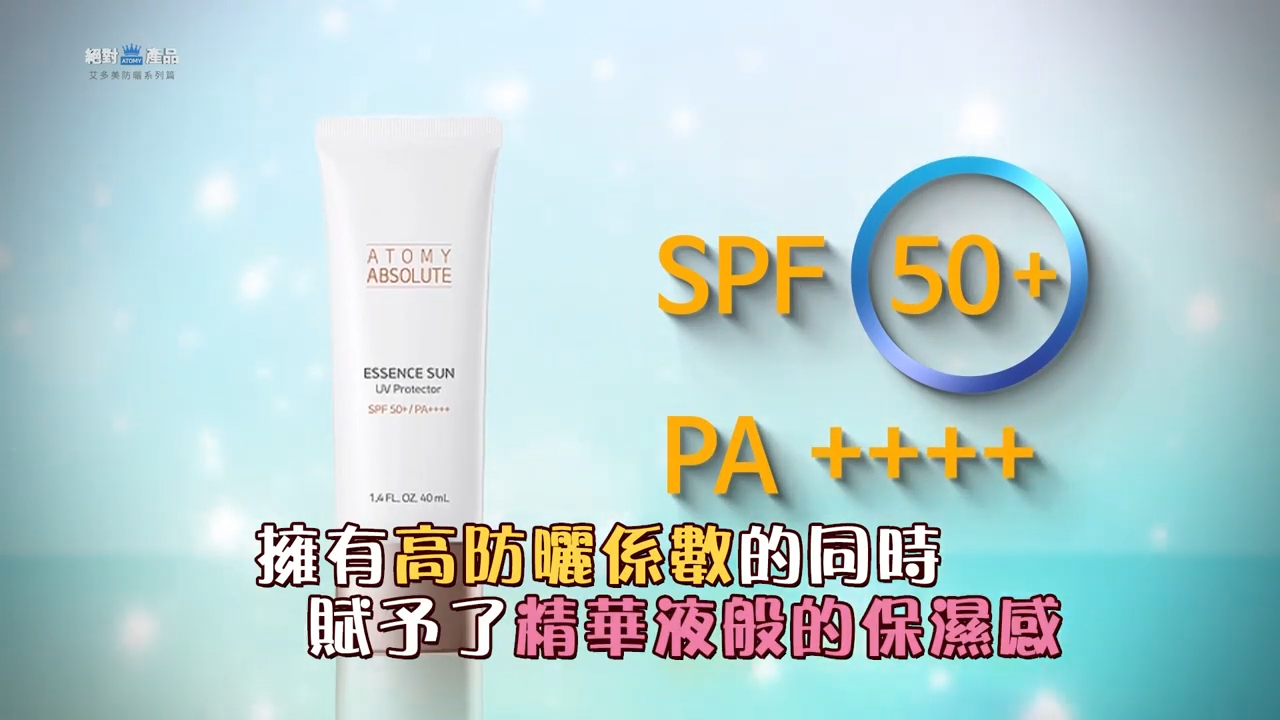 絕對 ATOMY 產品
艾多美防曬系列篇
ATOMY
ABSOLUTE
ESSENCE SUN
UV Protector
SPF 50+/PA++++
1.4 FL. OZ. 40 mL
SPF 50+
PA ++++
擁有高防曬係數的同時
賦予了精華液般的保濕感